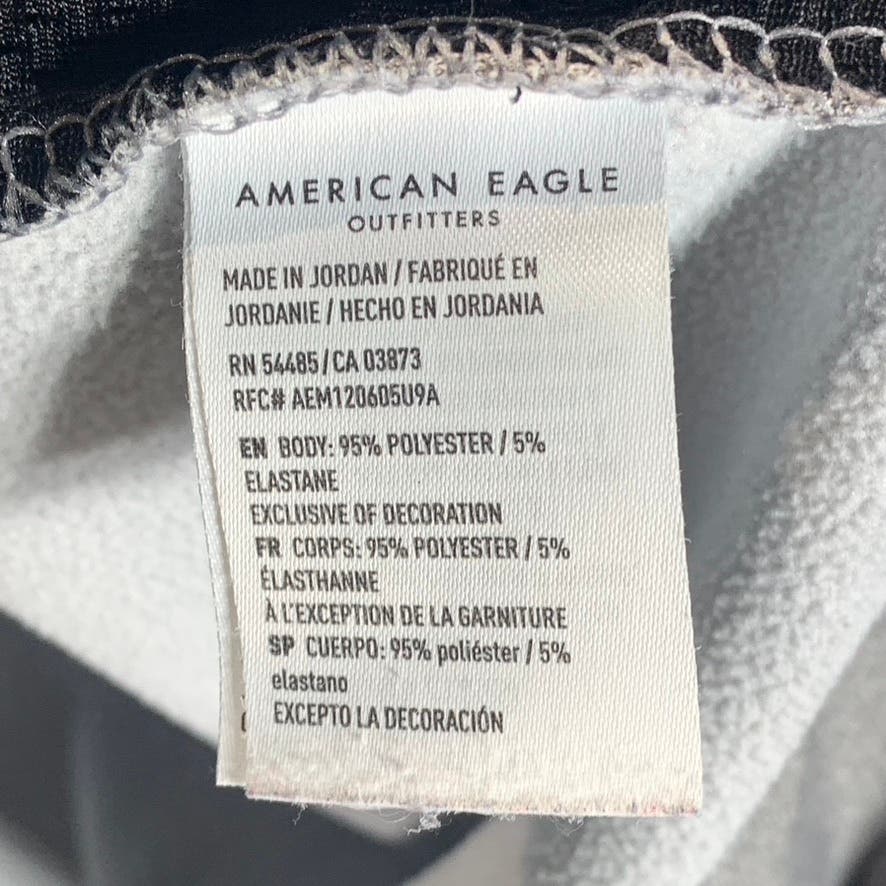 AMERICAN EAGLE
OUTFITTERS
MADE IN JORDAN / FABRIQUÉ EN
JORDANIE / HECHO EN JORDANIA
RN 54485 / CA 03873
RFC# AEM120605U9A
EN BODY: 95% POLYESTER / 5%
ELASTANE
EXCLUSIVE OF DECORATION
FR CORPS: 95% POLYESTER / 5%
ÉLASTHANNE
À L'EXCEPTION DE LA GARNITURE
SP CUERPO: 95% poliéster / 5%
elastano
EXCEPTO LA DECORACIÓN